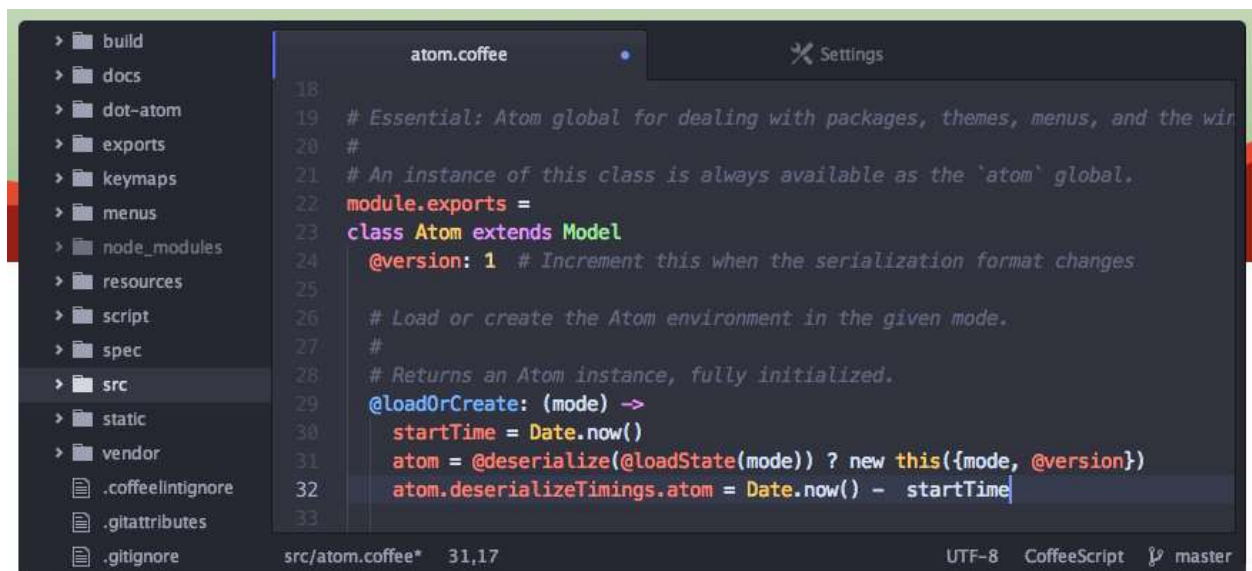 build
docs
dot-atom
exports
keymaps
menus
node_modules
resources
script
spec
src
static
vendor
.coffeelintignore
.gitattributes
.gitignore
atom.coffee
Settings
18
19 # Essential: Atom global for dealing with packages, themes, menus, and the win
20 #
21 # An instance of this class is always available as the `atom` global.
22 module.exports =
23 class Atom extends Model
24 @version: 1 # Increment this when the serialization format changes
25
26 # Load or create the Atom environment in the given mode.
27 #
28 # Returns an Atom instance, fully initialized.
29 @loadOrCreate: (mode) ->
30 startTime = Date.now()
31 atom = @deserialize(@loadState(mode)) ? new this({mode, @version})
32 atom.deserializeTimings.atom = Date.now() -  startTime
33
src/atom.coffee* 31,17 UTF-8 CoffeeScript master